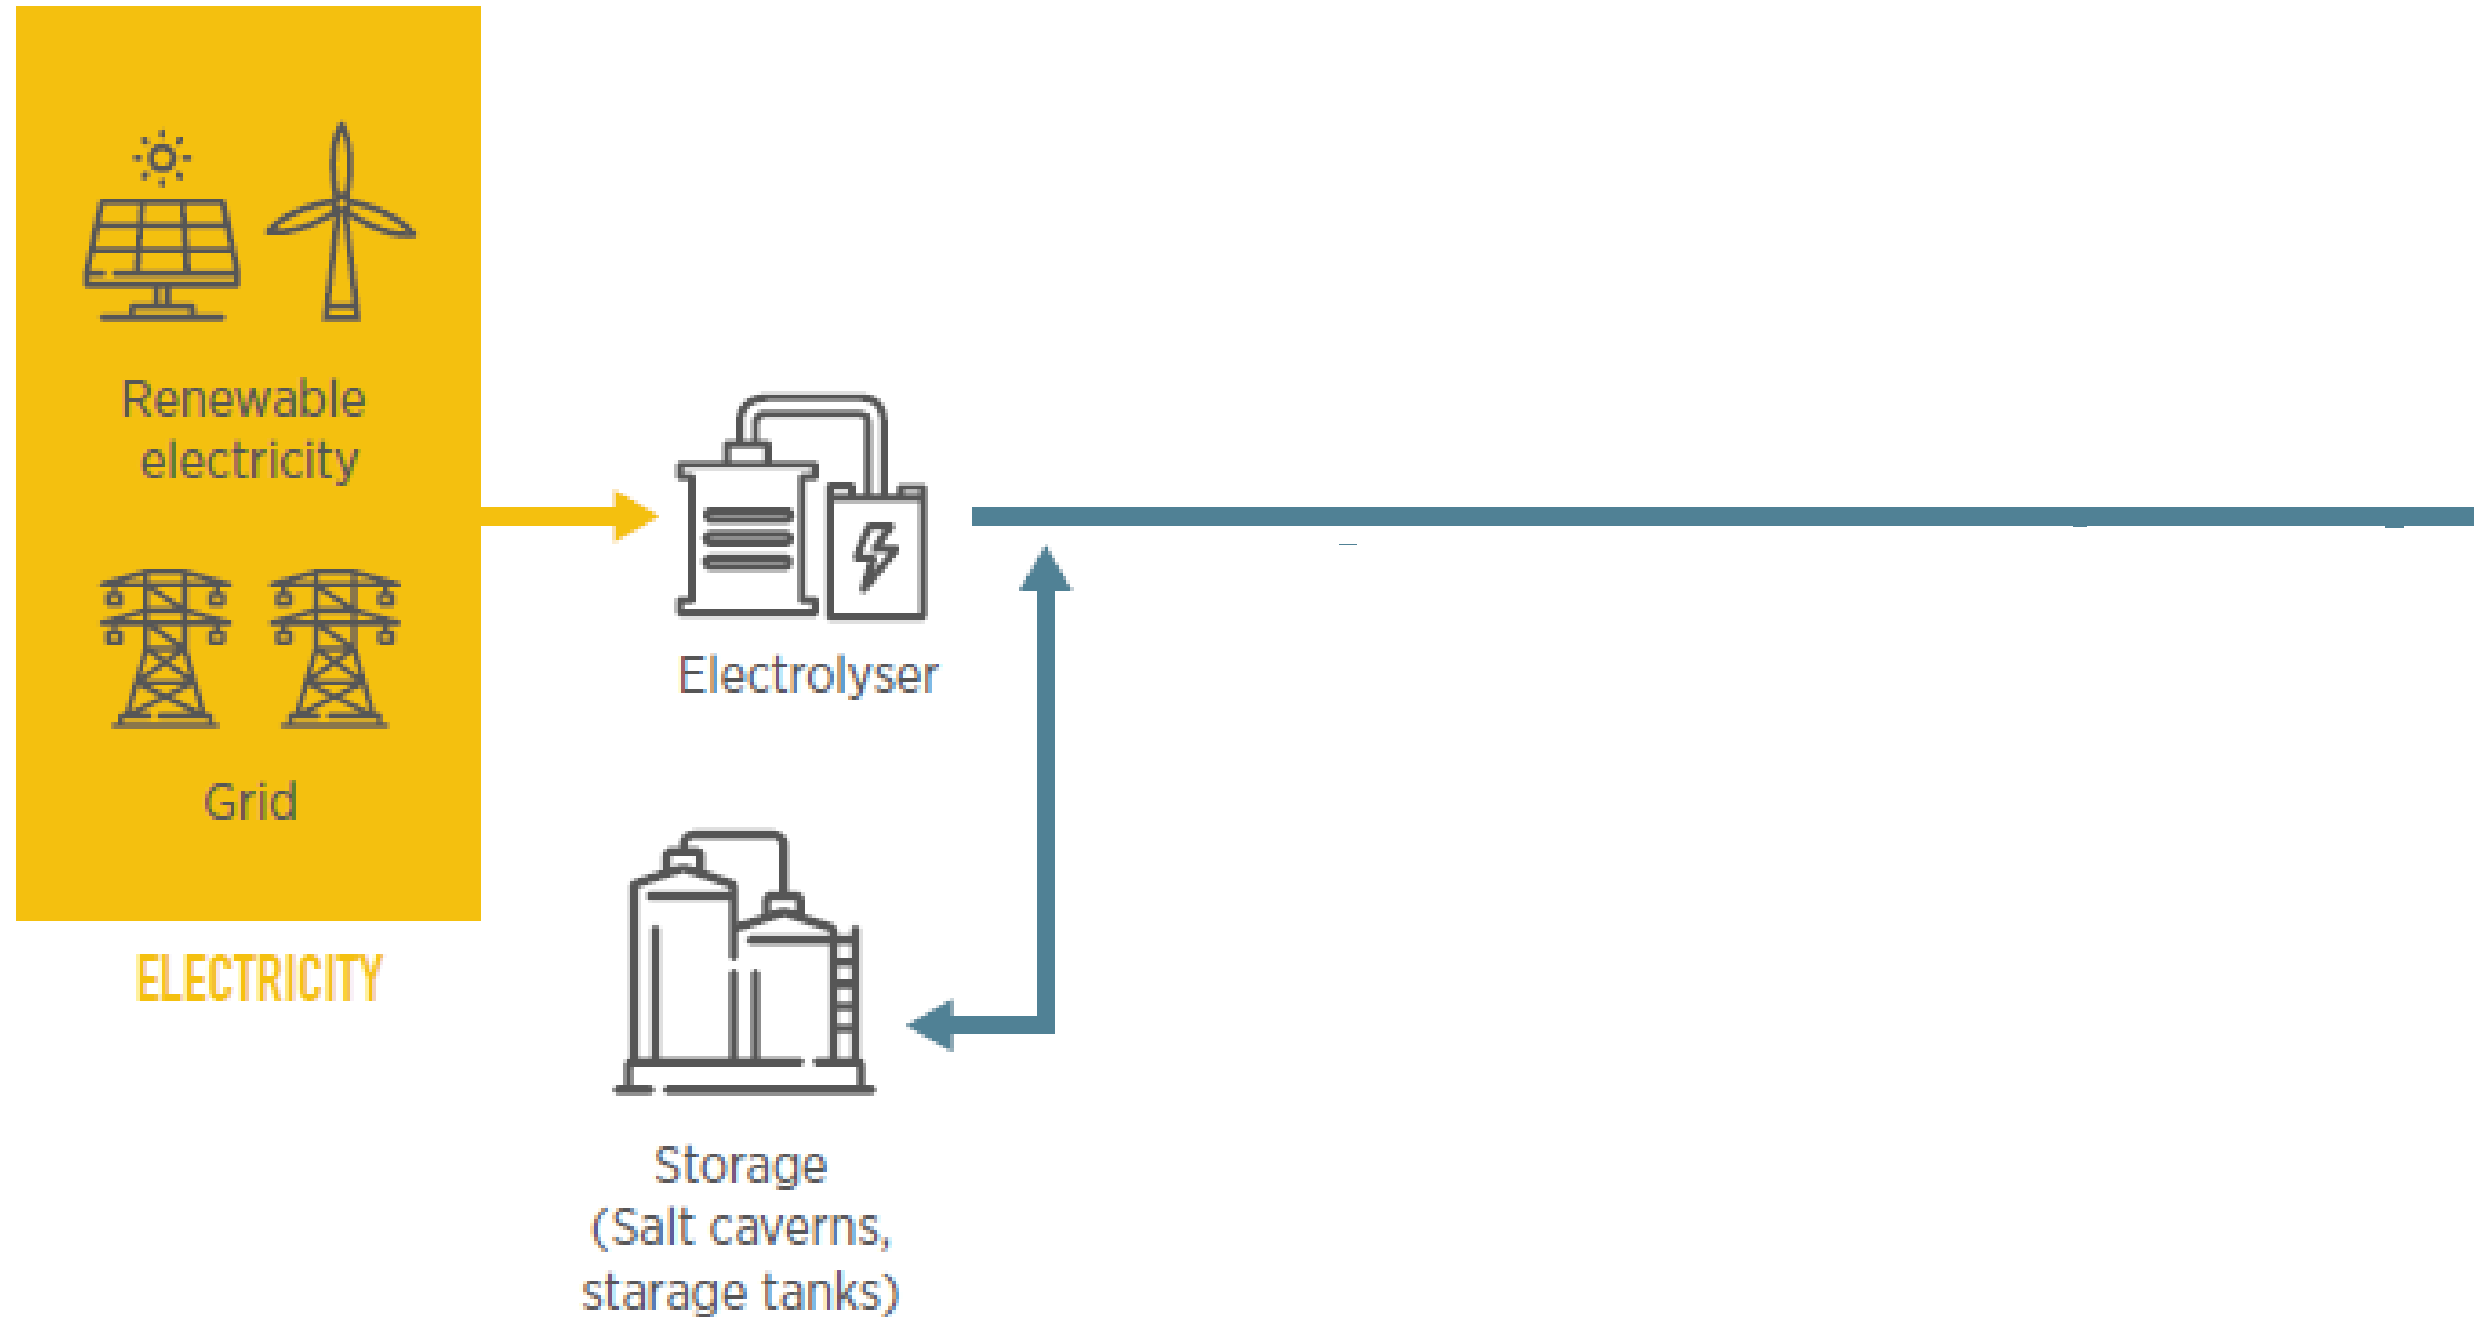 Renewable
electricity
Grid
ELECTRICITY
Electrolyser
Storage
(Salt caverns,
starage tanks)